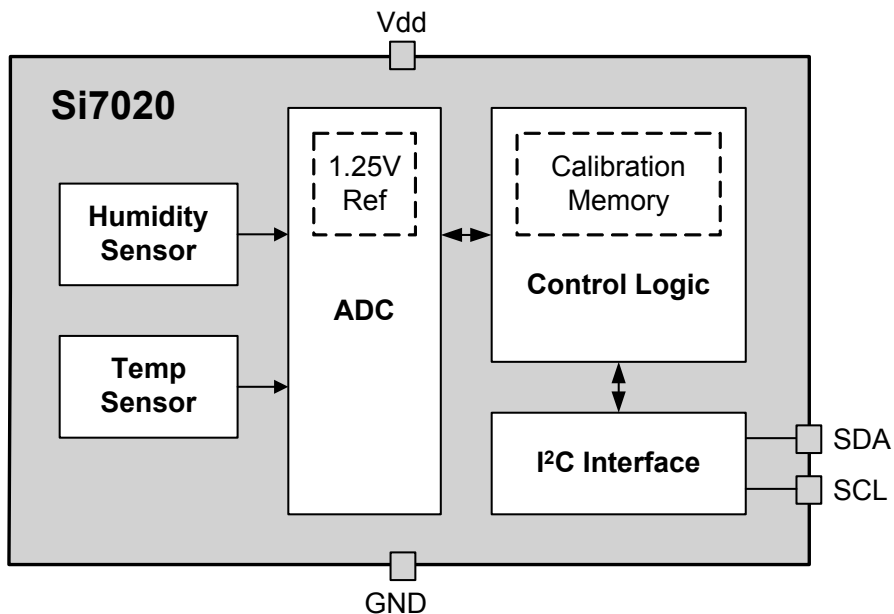 Vdd
Si7020
Humidity
Sensor
Temp
Sensor
1.25V
Ref
ADC
Calibration
Memory
Control Logic
I²C Interface
SDA
SCL
GND